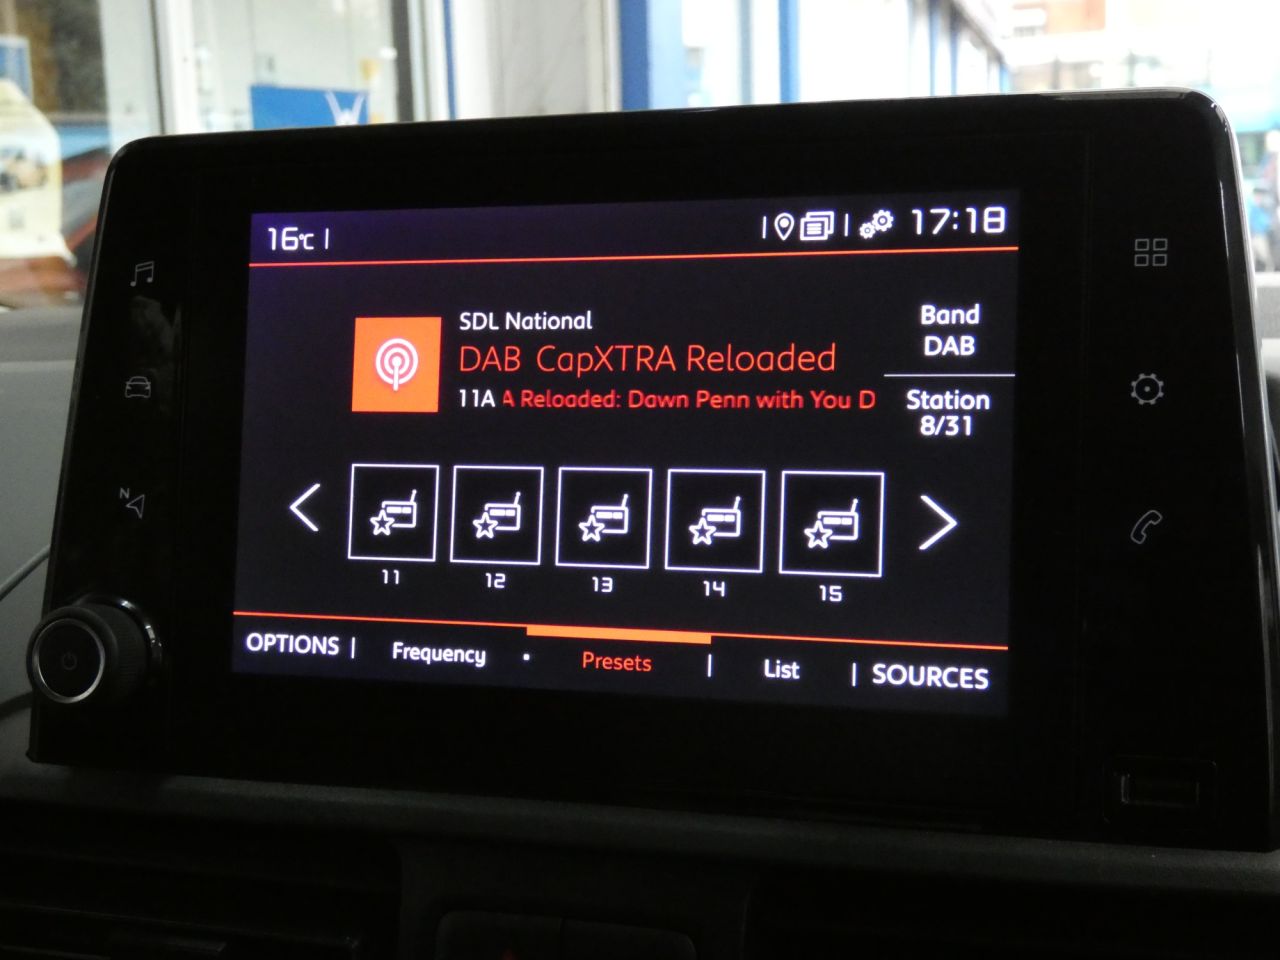 16°C
17:18
SDL National
DAB CapXTRA Reloaded
11A A Reloaded: Dawn Penn with You D
Band
DAB
Station
8/31
11 12 13 14 15
OPTIONS Frequency Presets List SOURCES
N
W